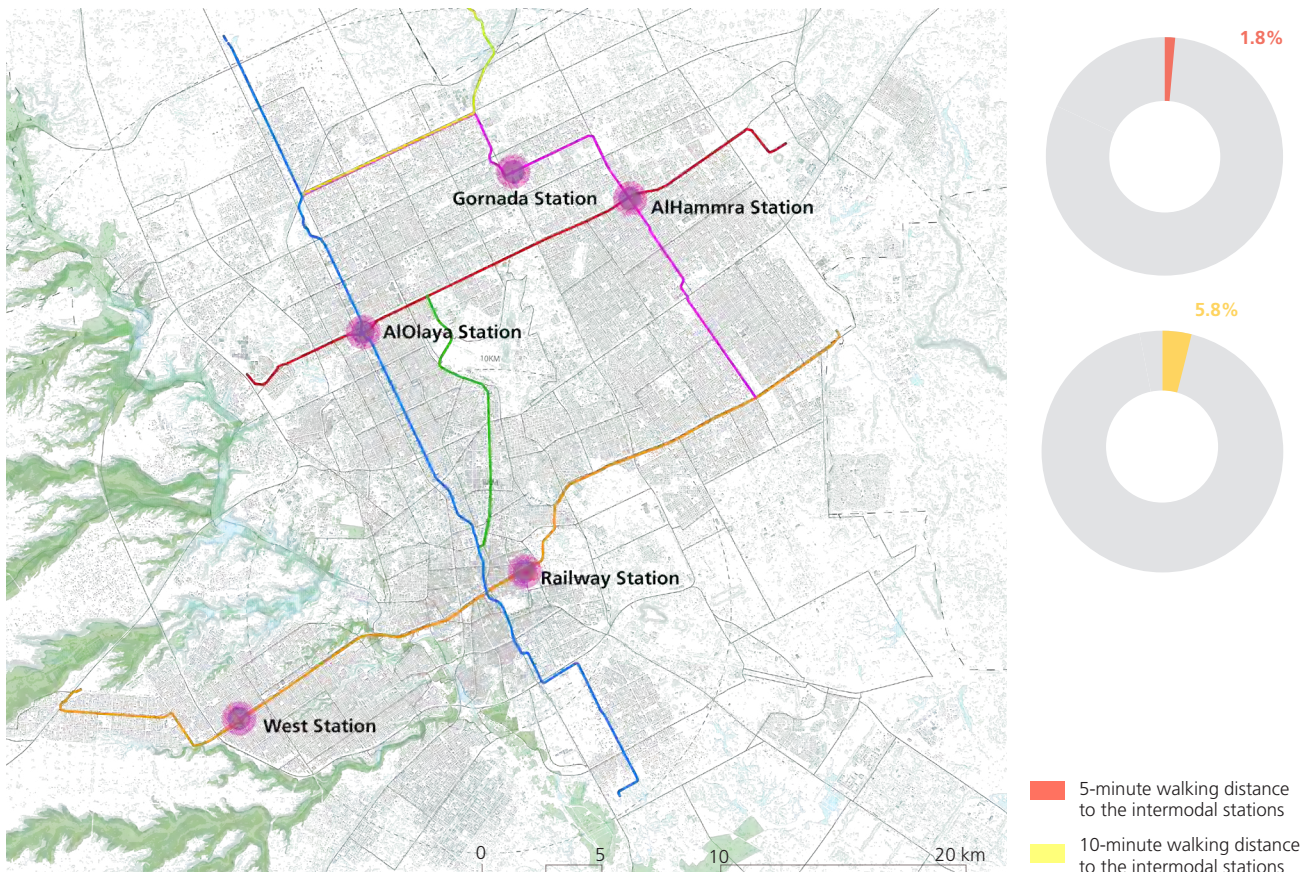 1.8%
Gornada Station
AlHammra Station
5.8%
AlOlaya Station
10KM
Railway Station
West Station
5-minute walking distance
to the intermodal stations
10-minute walking distance
to the intermodal stations
0
5
10
20 km